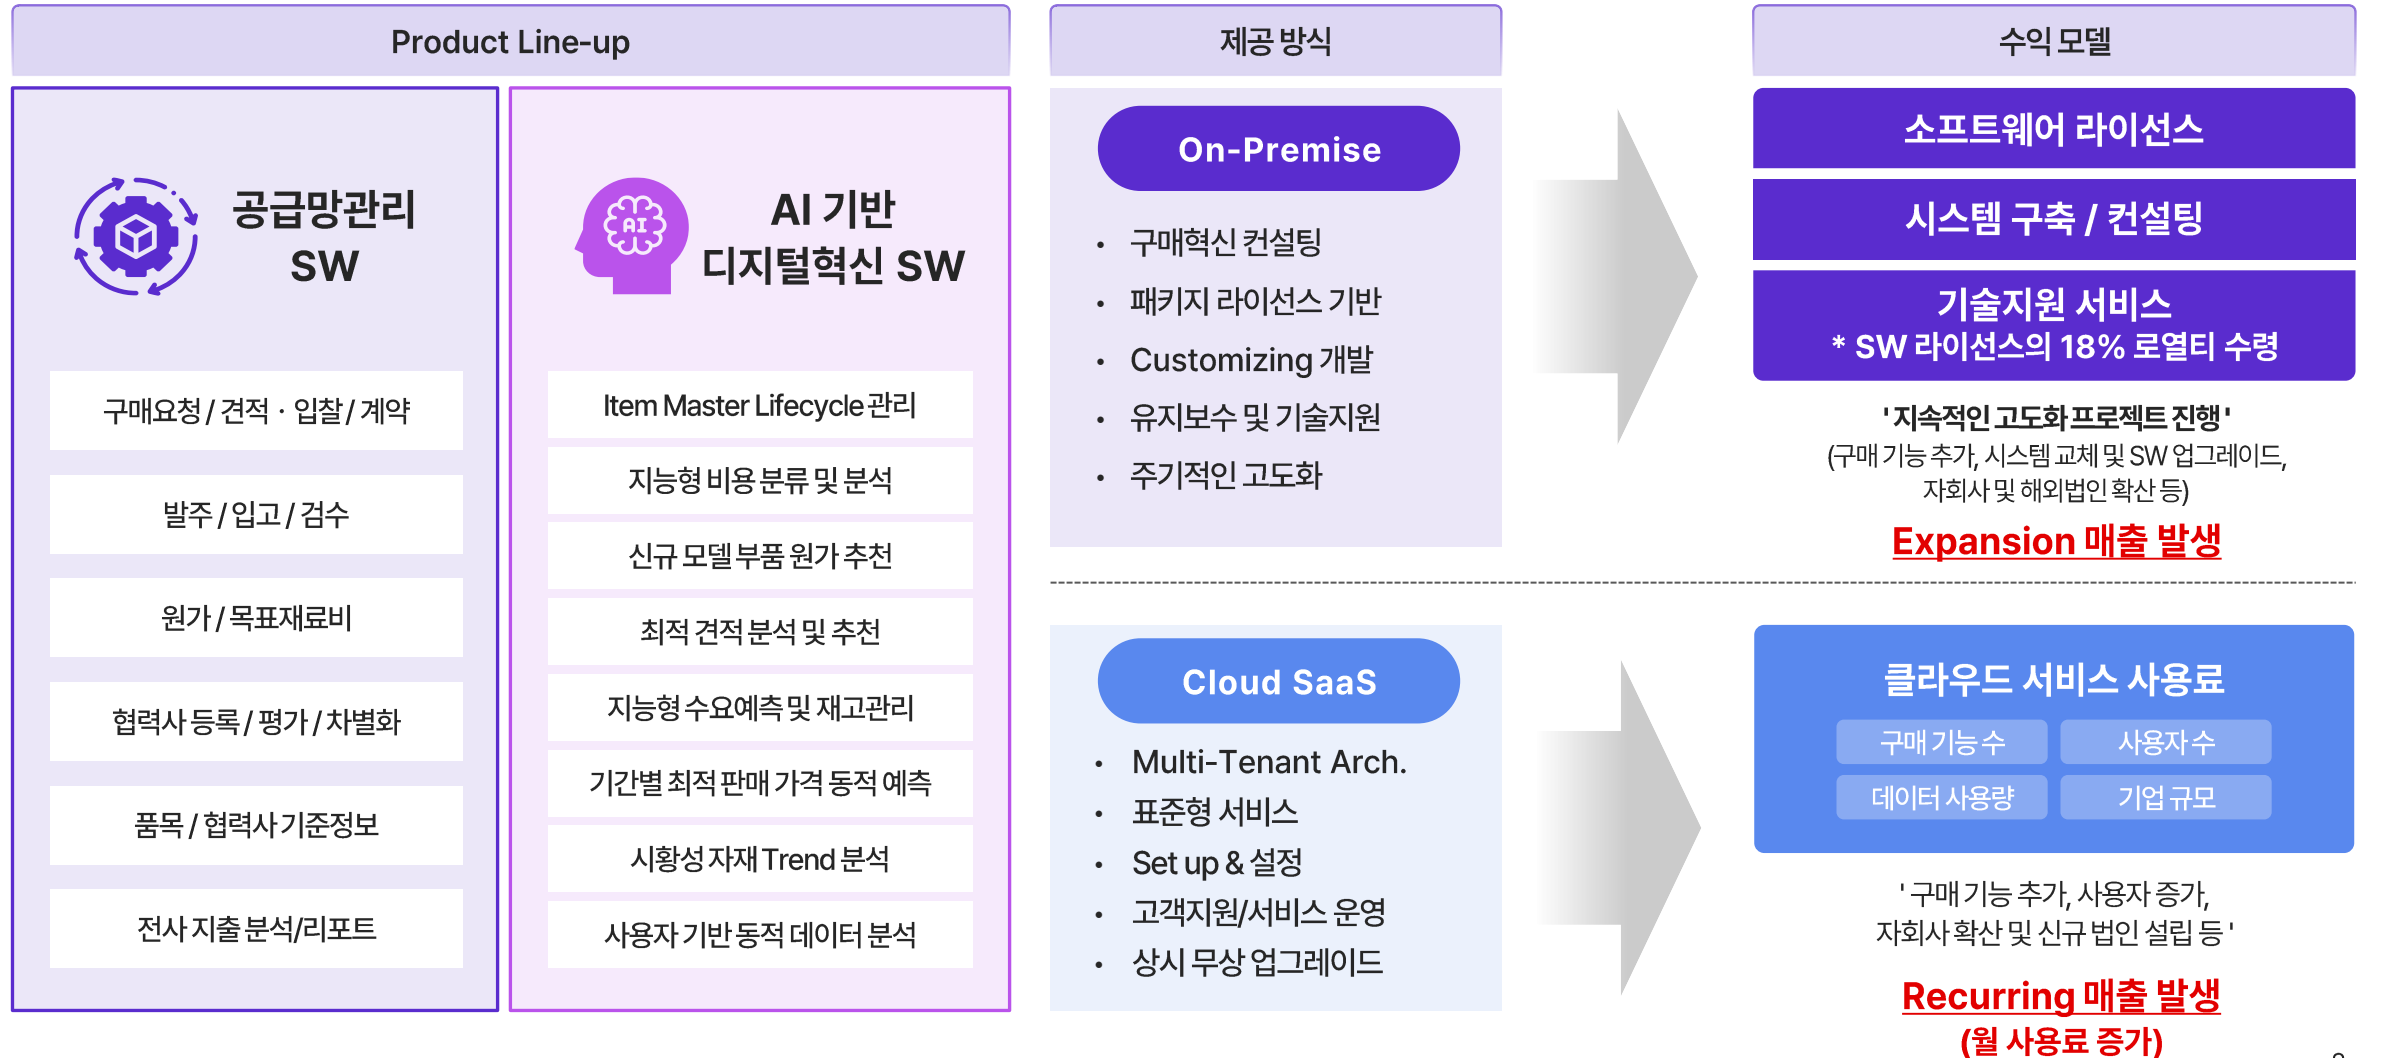 Product Line-up
공급망관리
SW
구매요청 / 견적 · 입찰 / 계약
발주 / 입고 / 검수
원가 / 목표재료비
협력사 등록 / 평가 / 차별화
품목 / 협력사 기준정보
전사 지출 분석/리포트
AI
AI 기반
디지털혁신 SW
Item Master Lifecycle 관리
지능형 비용 분류 및 분석
신규 모델 부품 원가 추천
최적 견적 분석 및 추천
지능형 수요예측 및 재고관리
기간별 최적 판매 가격 동적 예측
시황성 자재 Trend 분석
사용자 기반 동적 데이터 분석
제공 방식
On-Premise
• 구매혁신 컨설팅
• 패키지 라이선스 기반
• Customizing 개발
• 유지보수 및 기술지원
• 주기적인 고도화
Cloud SaaS
• Multi-Tenant Arch.
• 표준형 서비스
• Set up & 설정
• 고객지원/서비스 운영
• 상시 무상 업그레이드
수익 모델
소프트웨어 라이선스
시스템 구축 / 컨설팅
기술지원 서비스
* SW 라이선스의 18% 로열티 수령
' 지속적인 고도화 프로젝트 진행 '
(구매 기능 추가, 시스템 교체 및 SW 업그레이드,
자회사 및 해외법인 확산 등)
Expansion 매출 발생
클라우드 서비스 사용료
구매 기능 수
사용자 수
데이터 사용량
기업 규모
' 구매 기능 추가, 사용자 증가,
자회사 확산 및 신규 법인 설립 등 '
Recurring 매출 발생
(월 사용료 증가)